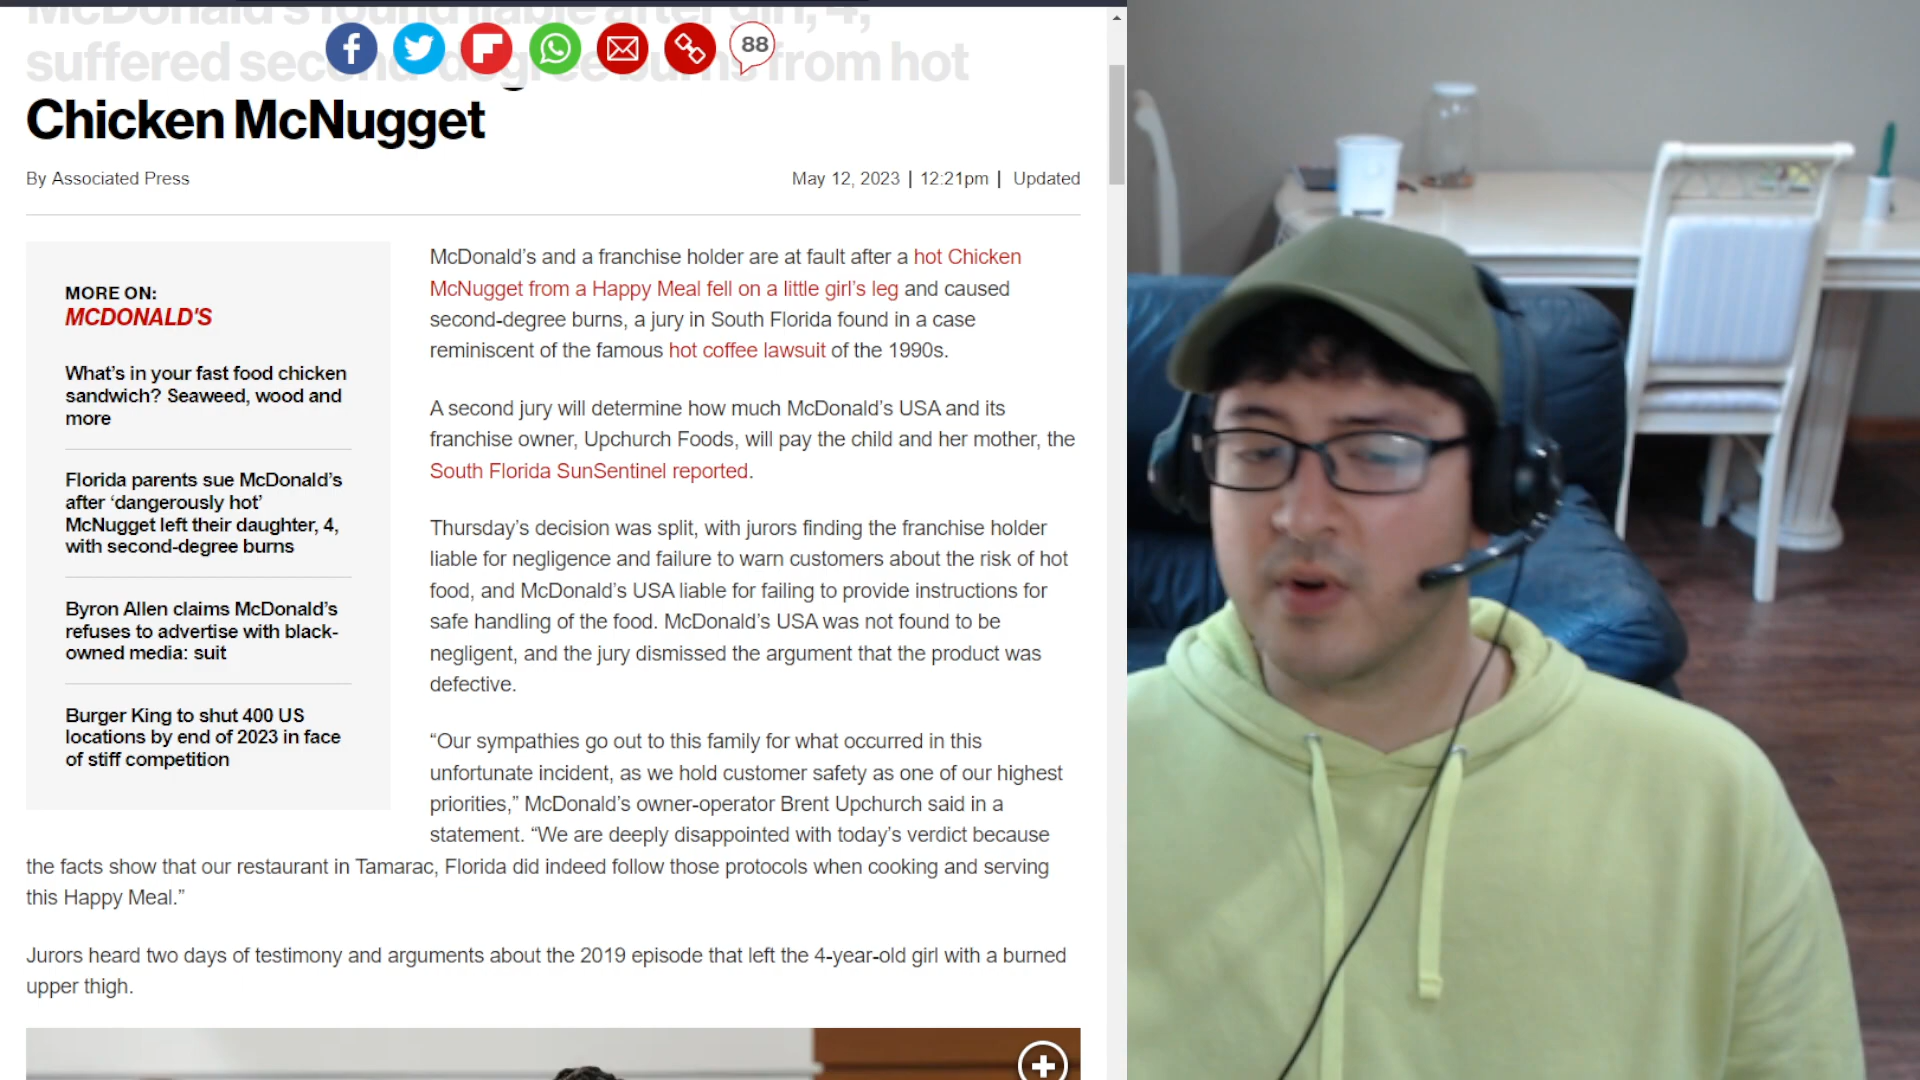 McDonald's found liable after girl, 4,
suffered second-degree burns from hot
Chicken McNugget
88
By Associated Press
May 12, 2023 | 12:21pm | Updated
MORE ON:
MCDONALD'S
What's in your fast food chicken
sandwich? Seaweed, wood and
more
Florida parents sue McDonald's
after ‘dangerously hot’
McNugget left their daughter, 4,
with second-degree burns
Byron Allen claims McDonald's
refuses to advertise with black-
owned media: suit
Burger King to shut 400 US
locations by end of 2023 in face
of stiff competition
McDonald's and a franchise holder are at fault after a hot Chicken
McNugget from a Happy Meal fell on a little girl's leg and caused
second-degree burns, a jury in South Florida found in a case
reminiscent of the famous hot coffee lawsuit of the 1990s.
A second jury will determine how much McDonald's USA and its
franchise owner, Upchurch Foods, will pay the child and her mother, the
South Florida SunSentinel reported.
Thursday's decision was split, with jurors finding the franchise holder
liable for negligence and failure to warn customers about the risk of hot
food, and McDonald's USA liable for failing to provide instructions for
safe handling of the food. McDonald's USA was not found to be
negligent, and the jury dismissed the argument that the product was
defective.
“Our sympathies go out to this family for what occurred in this
unfortunate incident, as we hold customer safety as one of our highest
priorities,” McDonald's owner-operator Brent Upchurch said in a
statement. “We are deeply disappointed with today's verdict because
the facts show that our restaurant in Tamarac, Florida did indeed follow those protocols when cooking and serving
this Happy Meal.”
Jurors heard two days of testimony and arguments about the 2019 episode that left the 4-year-old girl with a burned
upper thigh.